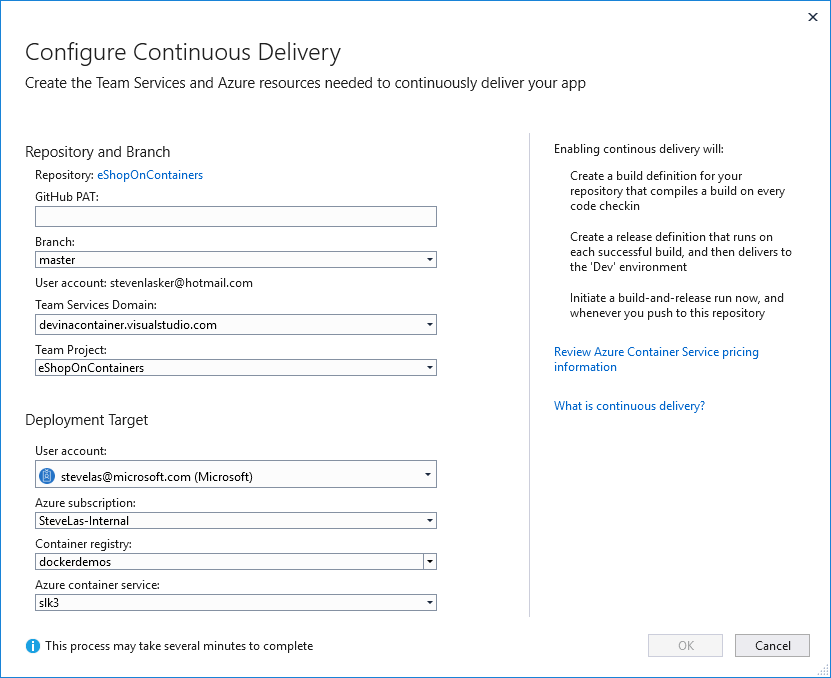 Configure Continuous Delivery
Create the Team Services and Azure resources needed to continuously deliver your app
Repository and Branch
Repository: eShopOnContainers
GitHub PAT:
Branch:
master
User account: stevenlasker@hotmail.com
Team Services Domain:
devinacontainer.visualstudio.com
Team Project:
eShopOnContainers
Deployment Target
User account:
stevelas@microsoft.com (Microsoft)
Azure subscription:
SteveLas-Internal
Container registry:
dockerdemos
Azure container service:
slk3
This process may take several minutes to complete
Enabling continous delivery will:
Create a build definition for your
repository that compiles a build on every
code checkin
Create a release definition that runs on
each successful build, and then delivers to
the 'Dev' environment
Initiate a build-and-release run now, and
whenever you push to this repository
Review Azure Container Service pricing
information
What is continuous delivery?
OK
Cancel